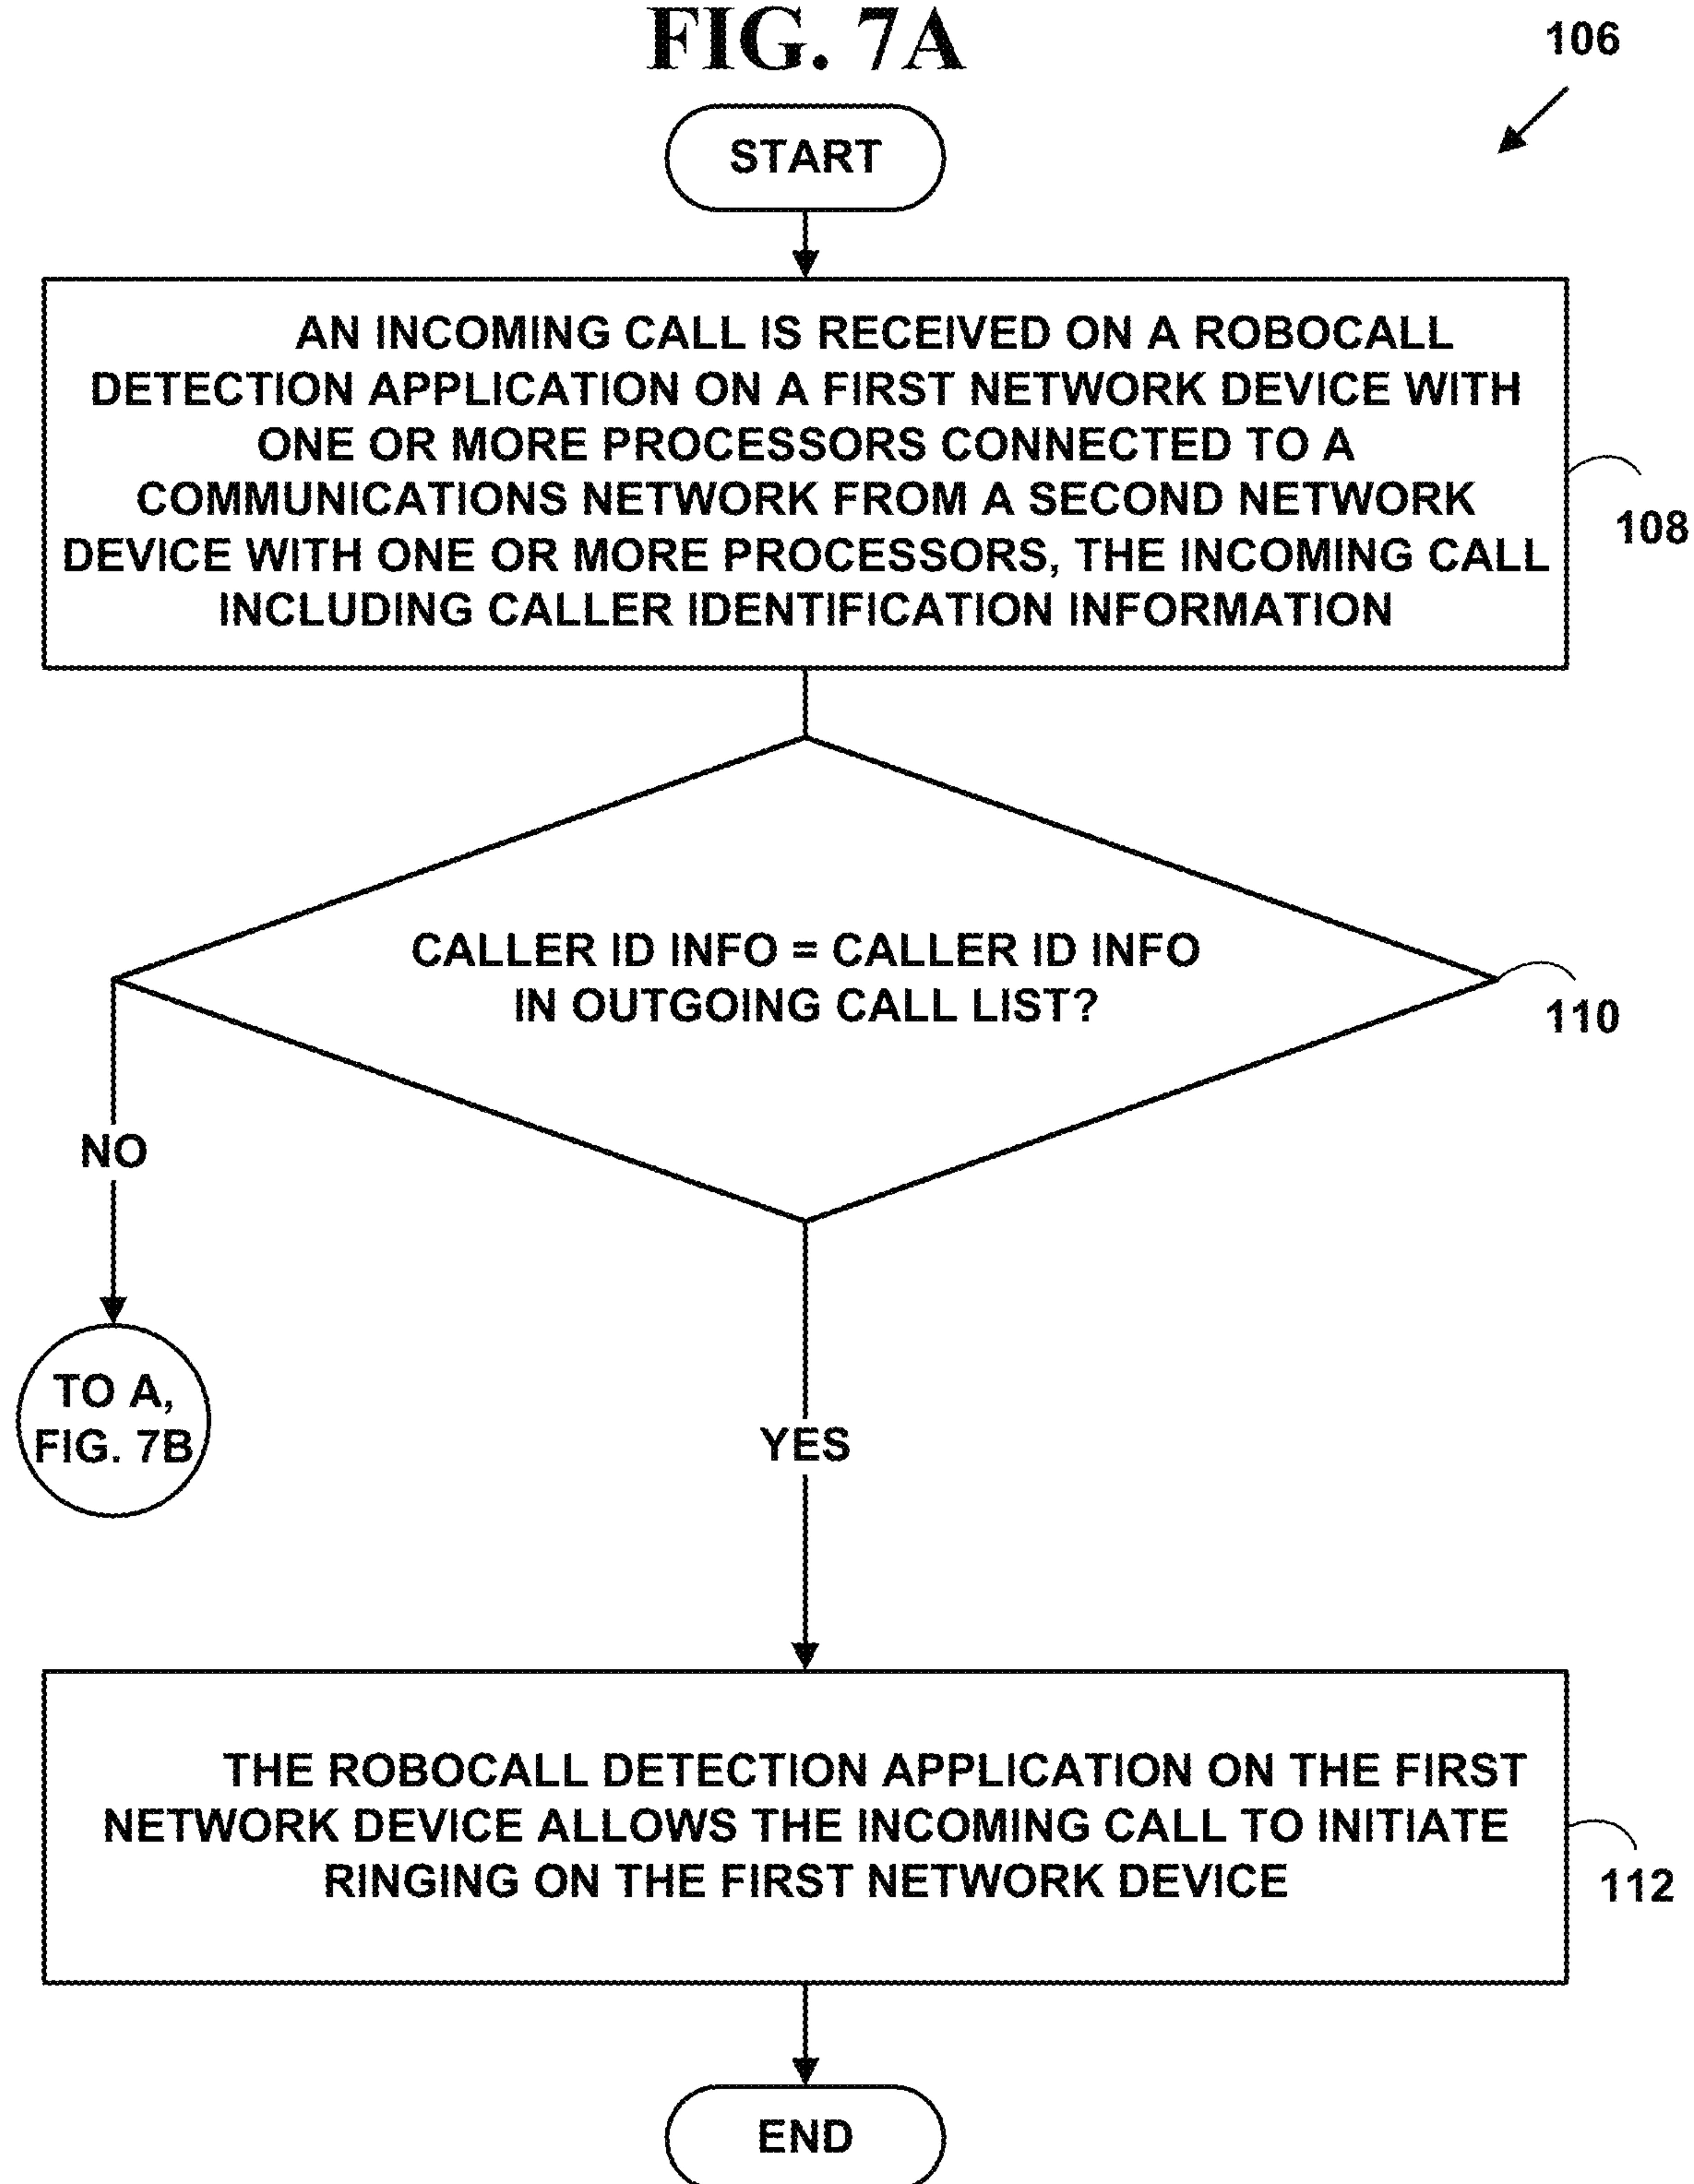 FIG. 7A
106
START
AN INCOMING CALL IS RECEIVED ON A ROBOCALL
DETECTION APPLICATION ON A FIRST NETWORK DEVICE WITH
ONE OR MORE PROCESSORS CONNECTED TO A
COMMUNICATIONS NETWORK FROM A SECOND NETWORK
DEVICE WITH ONE OR MORE PROCESSORS, THE INCOMING CALL
INCLUDING CALLER IDENTIFICATION INFORMATION
108
CALLER ID INFO = CALLER ID INFO
IN OUTGOING CALL LIST?
110
NO
TO A,
FIG. 7B
YES
THE ROBOCALL DETECTION APPLICATION ON THE FIRST
NETWORK DEVICE ALLOWS THE INCOMING CALL TO INITIATE
RINGING ON THE FIRST NETWORK DEVICE
112
END